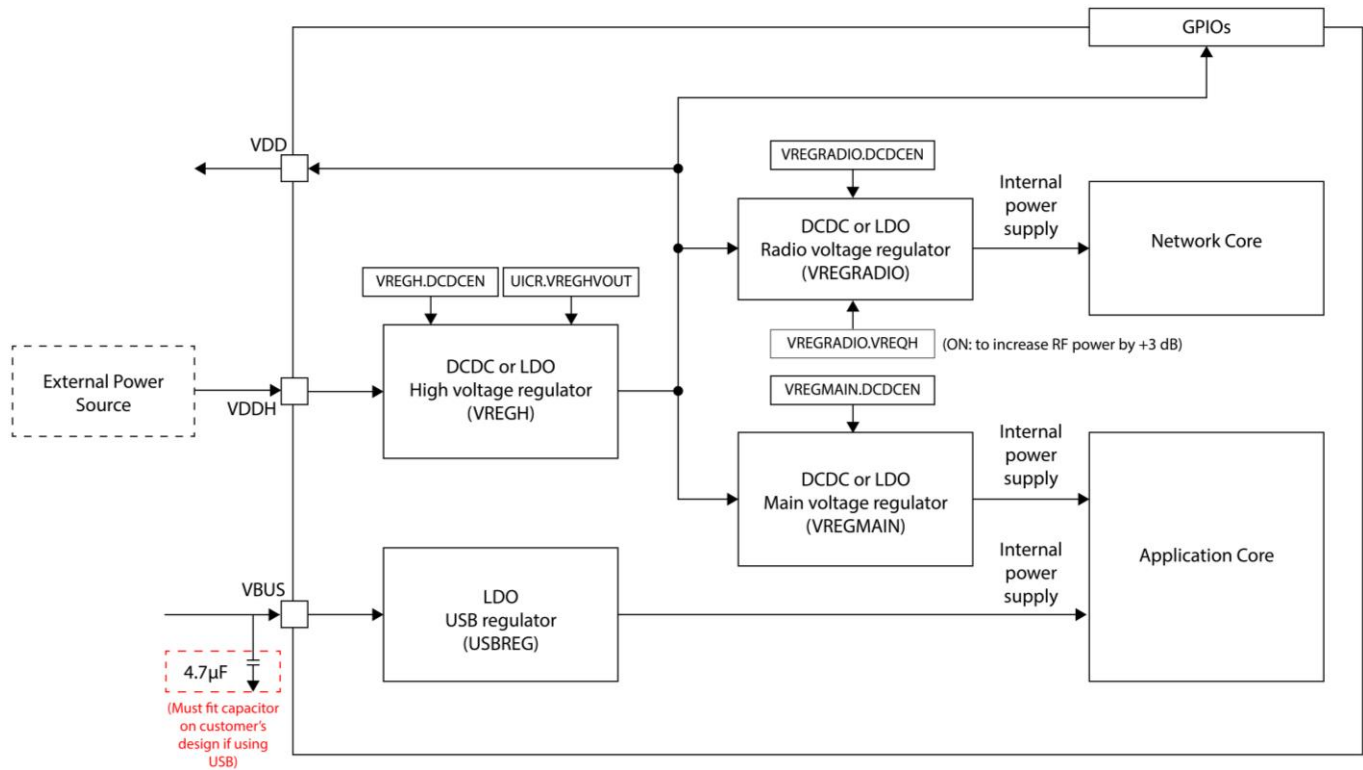 GPIOs
VDD
VREGRADIO.DCDCEN
Internal
power
supply
DCDC or LDO
Radio voltage regulator
(VREGRADIO)
Network Core
VREGH.DCDCEN
UICR.VREGHVOUT
VREGRADIO.VREQH
(ON: to increase RF power by +3 dB)
External Power
Source
VDDH
DCDC or LDO
High voltage regulator
(VREGH)
VREGMAIN.DCDCEN
Internal
power
supply
DCDC or LDO
Main voltage regulator
(VREGMAIN)
Application Core
VBUS
LDO
USB regulator
(USBREG)
Internal
power
supply
4.7µF
(Must fit capacitor
on customer's
design if using
USB)